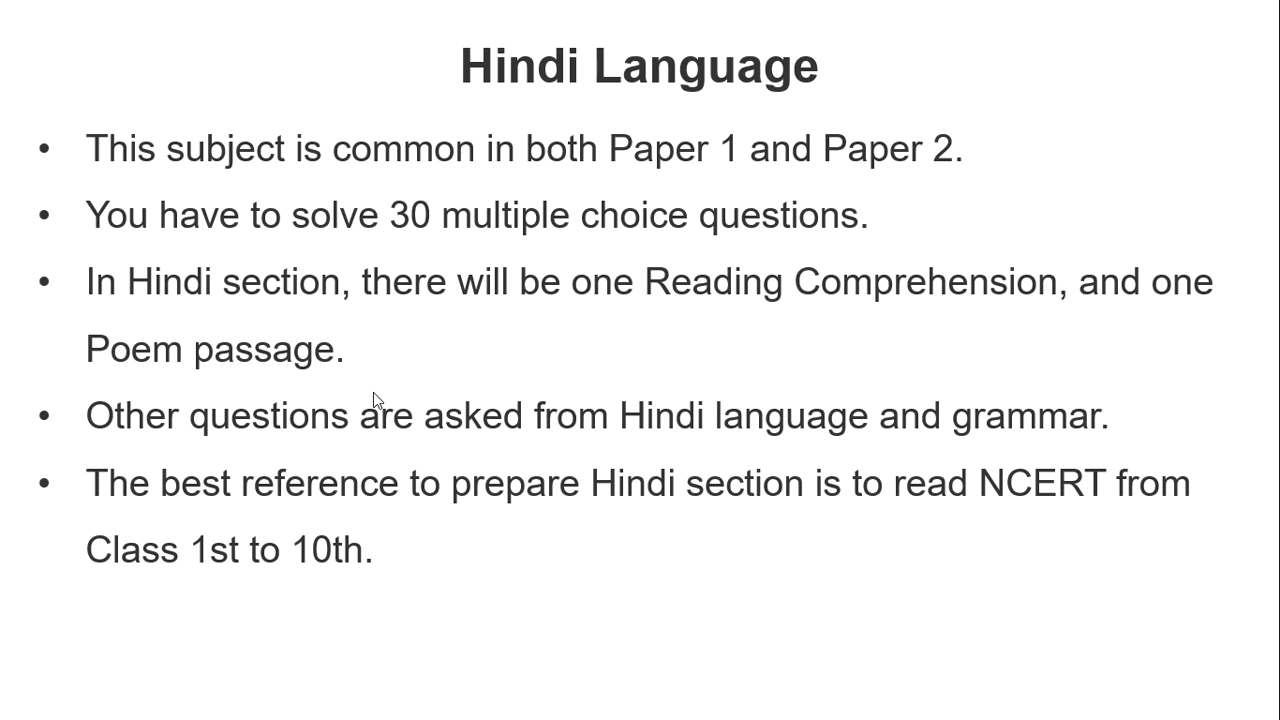 Hindi Language
• This subject is common in both Paper 1 and Paper 2.
• You have to solve 30 multiple choice questions.
• In Hindi section, there will be one Reading Comprehension, and one
Poem passage.
• Other questions are asked from Hindi language and grammar.
• The best reference to prepare Hindi section is to read NCERT from
Class 1st to 10th.